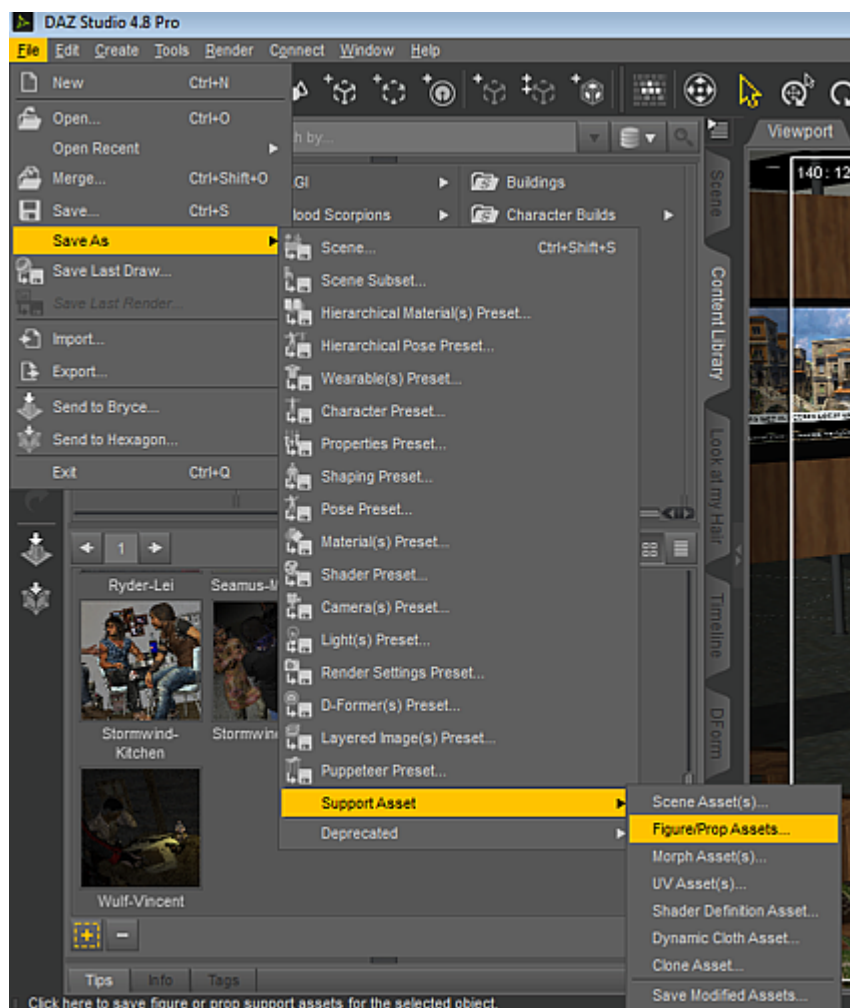 DAZ Studio 4.8 Pro
File Edit Create Tools Render Connect Window Help
New Ctrl+N
Open... Ctrl+O
Open Recent
Merge... Ctrl+Shift+O
Save... Ctrl+S
Save As
Save Last Draw...
Save Last Render...
Import...
Export...
Send to Bryce...
Send to Hexagon...
Exit Ctrl+Q
by...
GI
Buildings
lood Scorpions
Character Builds
Scene... Ctrl+Shift+S
Scene Subset...
Hierarchical Material(s) Preset...
Hierarchical Pose Preset...
Wearable(s) Preset...
Character Preset...
Properties Preset...
Shaping Preset...
Pose Preset...
Material(s) Preset...
Shader Preset...
Camera(s) Preset...
Light(s) Preset...
Render Settings Preset...
D-Former(s) Preset...
Layered Image(s) Preset...
Puppeteer Preset...
Support Asset
Deprecated
Scene Asset(s)...
Figure/Prop Assets...
Morph Asset(s)...
UV Asset(s)...
Shader Definition Asset...
Dynamic Cloth Asset...
Clone Asset...
Save Modified Assets...
Viewport
140 : 12
Scene
Content Library
Look at my Hair
Timeline
DForm
1
Ryder-Lei
Seamus-M
Stormwind-
Kitchen
Stormwin
Wulf-Vincent
Tips Info Tags
Click here to save figure or prop support assets for the selected object.